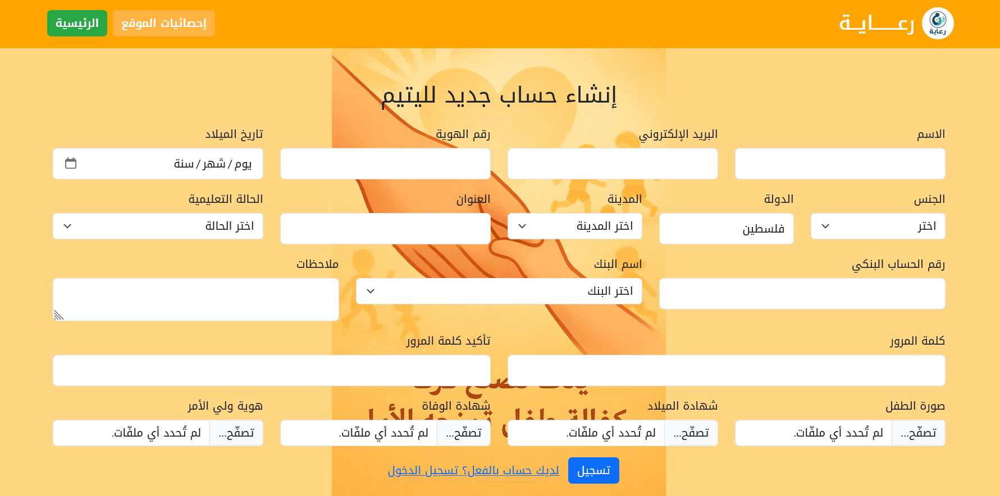 رعاية
رعـــــايــة
إحصائيات الموقع
الرئيسية
إنشاء حساب جديد لليتيم
الاسم
البريد الإلكتروني
رقم الهوية
تاريخ الميلاد
يوم/شهر/سنة
الجنس
الدولة
المدينة
العنوان
الحالة التعليمية
اختر
فلسطين
اختر المدينة
اختر الحالة
رقم الحساب البنكي
اسم البنك
ملاحظات
اختر البنك
كلمة المرور
تأكيد كلمة المرور
صورة الطفل
شهادة الميلاد
شهادة الوفاة
هوية ولي الأمر
تصفّح... لم تُحدد أي ملفّات.
تصفّح... لم تُحدد أي ملفّات.
تصفّح... لم تُحدد أي ملفّات.
تصفّح... لم تُحدد أي ملفّات.
تسجيل
لديك حساب بالفعل؟ تسجيل الدخول